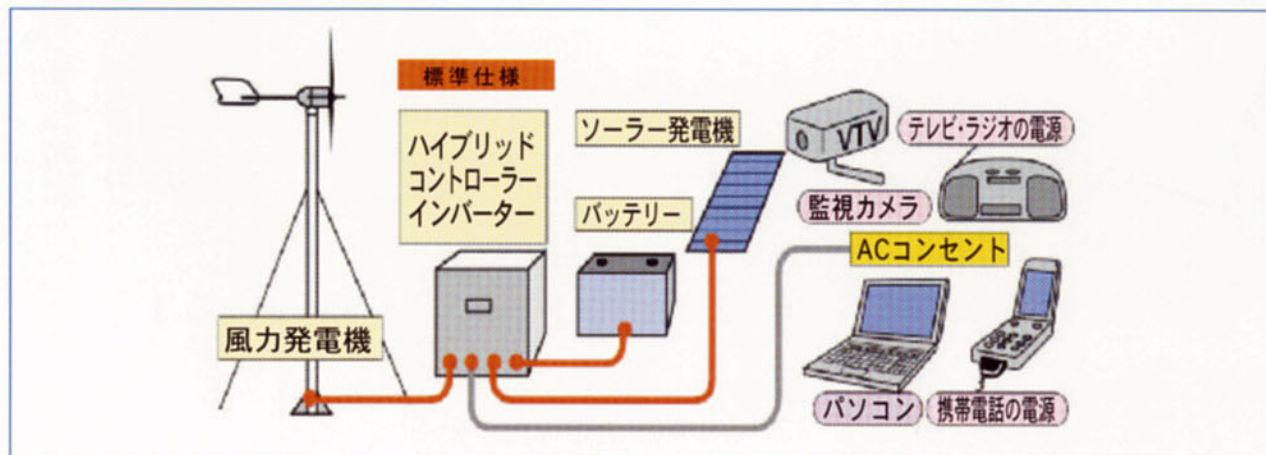 標準仕様
ハイブリッド
コントローラー
インバーター
ソーラー発電機
バッテリー
VTV
テレビ・ラジオの電源
監視カメラ
ACコンセント
風力発電機
パソコン
携帯電話の電源